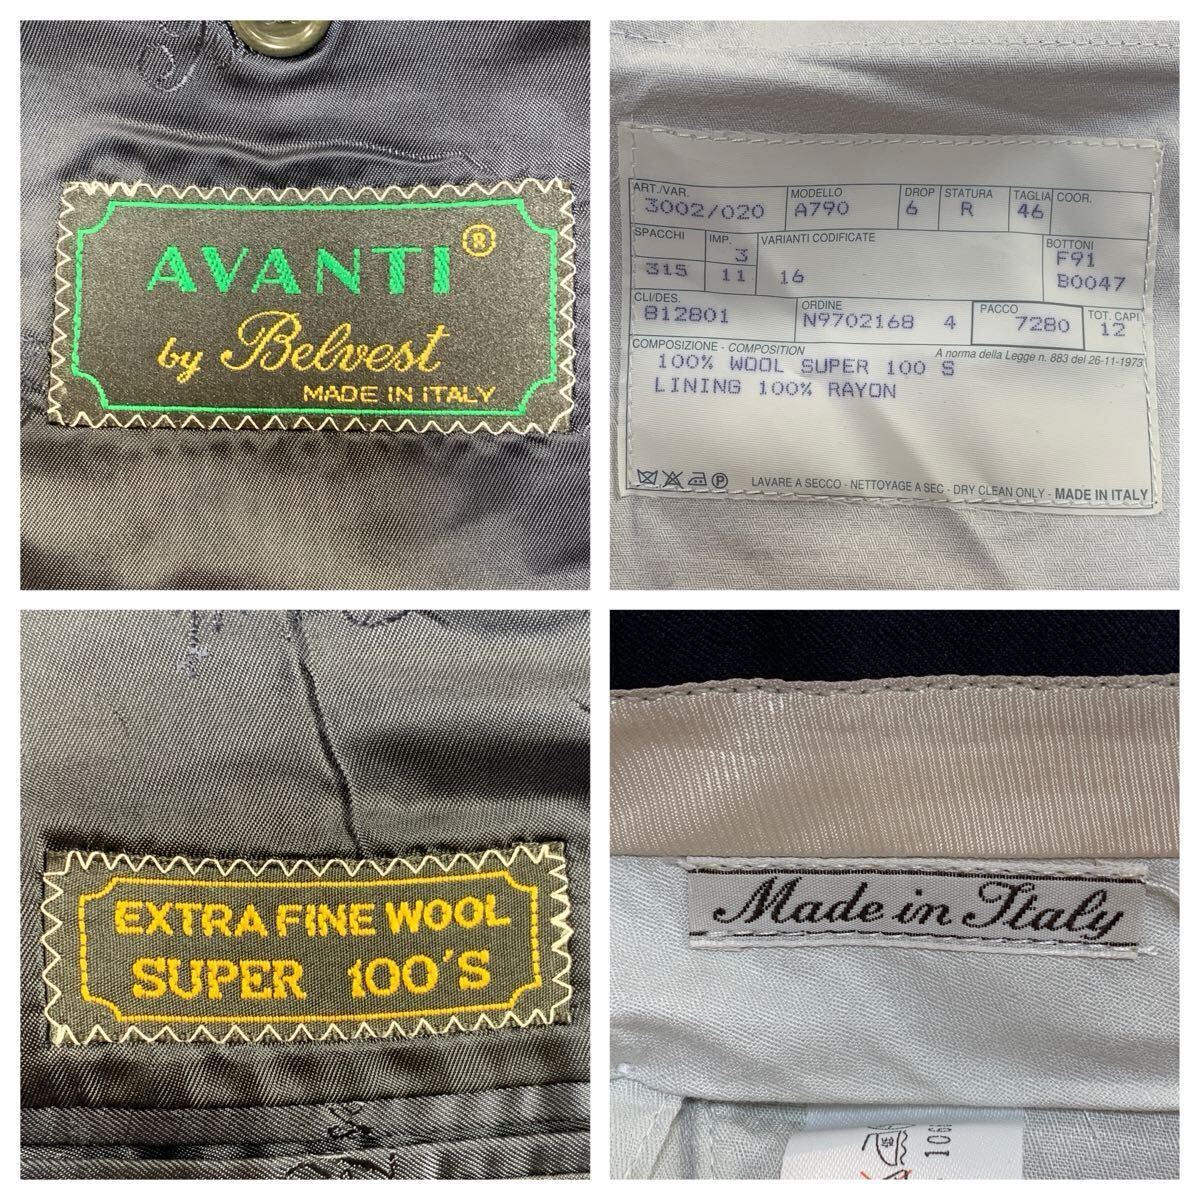 AVANTI®
by Belvest
MADE IN ITALY
ART./VAR. MODELLO DROP STATURA TAGLIA COOR.
3002/020 A790 6 R 46
SPACCHI IMP. VARIANTI CODIFICATE BOTTONI
315 3 11 16 F91 B0047
CLI/DES. ORDINE PACCO TOT. CAPI
812801 N9702168 4 7280 12
COMPOSIZIONE - COMPOSITION A norma della Legge n. 883 del 26-11-1973
100% WOOL SUPER 100 S
LINING 100% RAYON
LAVARE A SECCO - NETTOYAGE A SEC - DRY CLEAN ONLY - MADE IN ITALY
EXTRA FINE WOOL
SUPER 100'S
Made in Italy